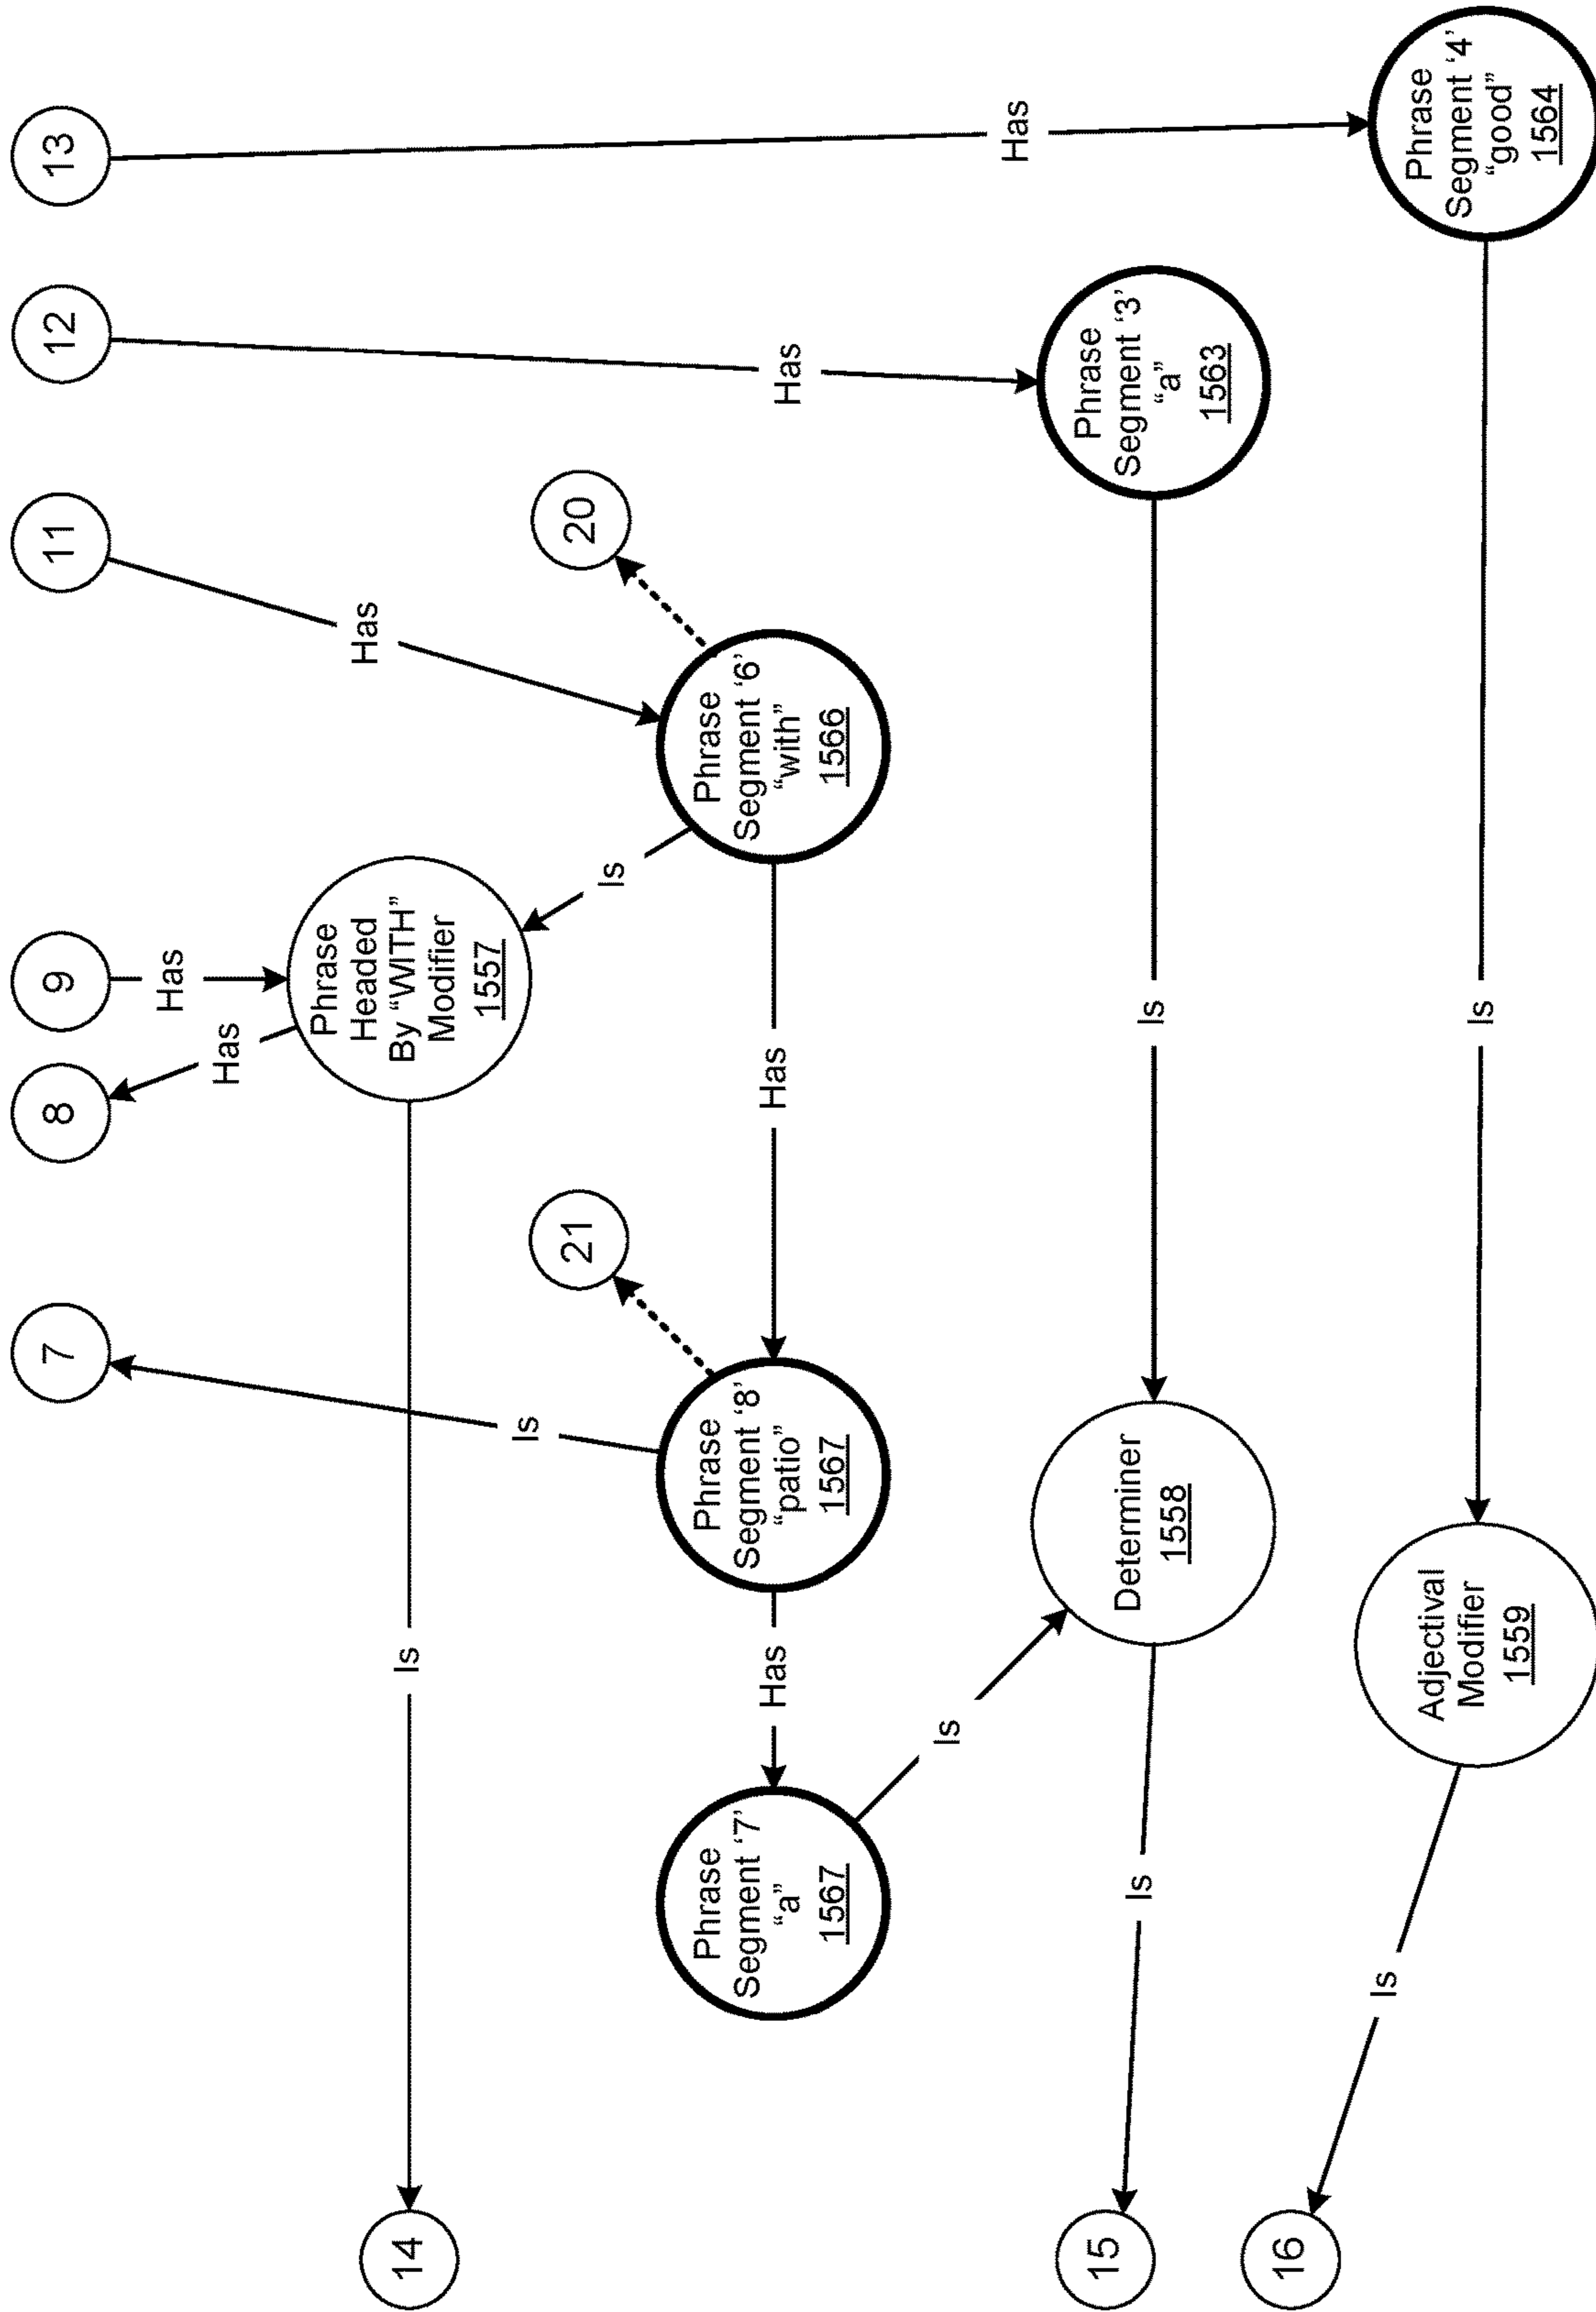 7
8
9
11
12
13
Has
Has
Has
Phrase
Headed
By “WITH”
Modifier
1557
14
Is
Is
21
20
Is
Phrase
Segment ‘7’
“a”
1567
Has
Phrase
Segment ‘8’
“patio”
1567
Has
Phrase
Segment ‘6’
“with”
1566
Has
Is
Has
15
Is
Determiner
1558
Is
Phrase
Segment ‘3’
“a”
1563
16
Is
Adjectival
Modifier
1559
Is
Phrase
Segment ‘4’
“good”
1564